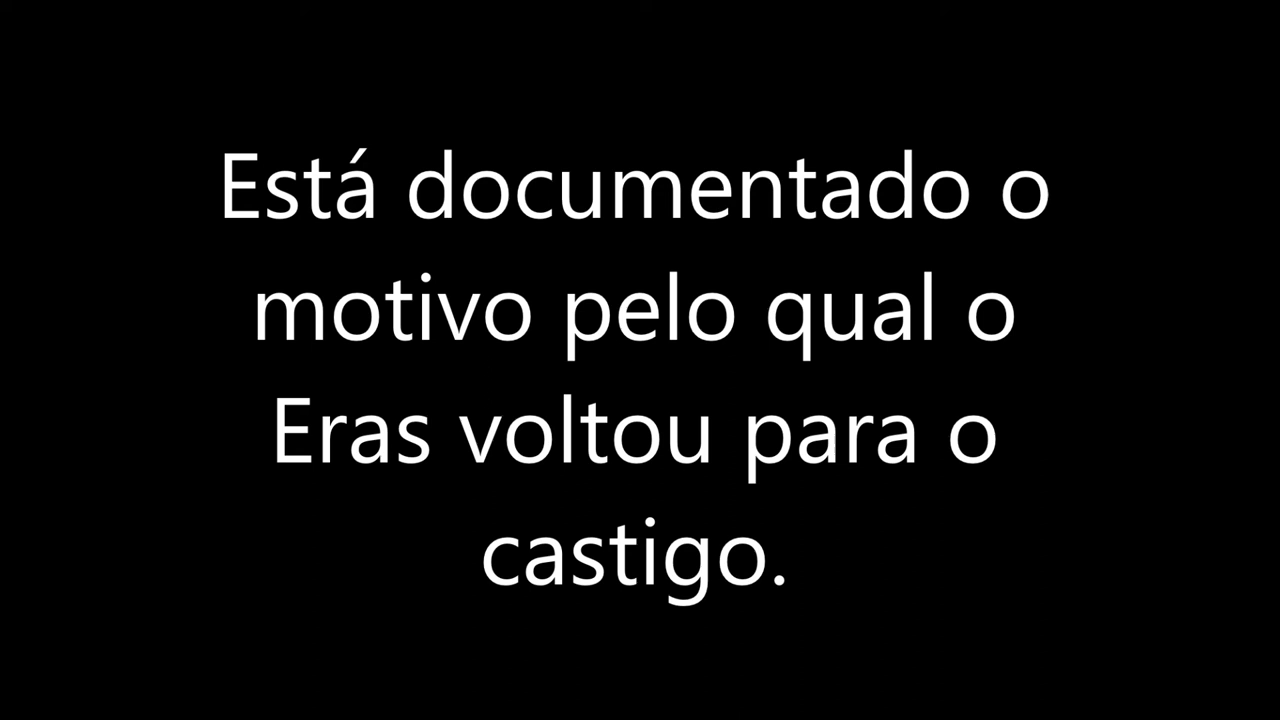 Está documentado o
motivo pelo qual o
Eras voltou para o
castigo.